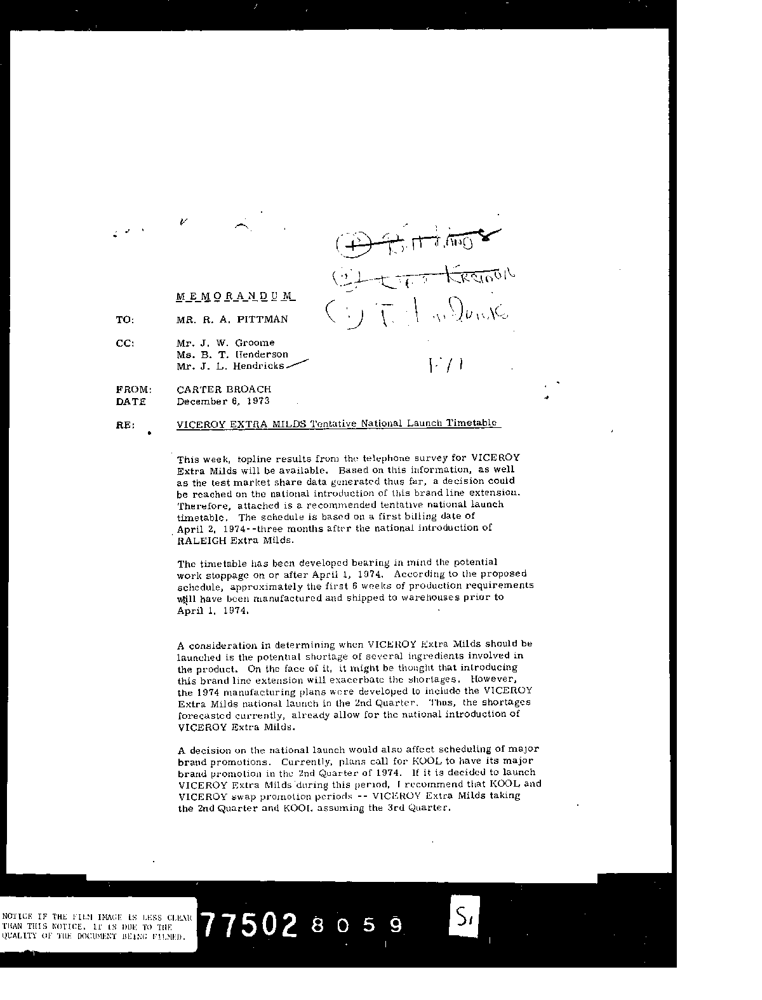 MEMORANDUM
TO: MR. R. A. PITTMAN
CC: Mr. J. W. Groome
Ms. B. T. Henderson
Mr. J. L. Hendricks
FROM: CARTER BROACH
DATE December 6, 1973
RE: VICEROY EXTRA MILDS Tentative National Launch Timetable
This week, topline results from the telephone survey for VICEROY
Extra Milds will be available. Based on this information, as well
as the test market share data generated thus far, a decision could
be reached on the national introduction of this brand line extension.
Therefore, attached is a recommended tentative national launch
timetable. The schedule is based on a first billing date of
April 2, 1974--three months after the national introduction of
RALEIGH Extra Milds.
The timetable has been developed bearing in mind the potential
work stoppage on or after April 1, 1974. According to the proposed
schedule, approximately the first 6 weeks of production requirements
will have been manufactured and shipped to warehouses prior to
April 1, 1974.
A consideration in determining when VICEROY Extra Milds should be
launched is the potential shortage of several ingredients involved in
the product. On the face of it, it might be thought that introducing
this brand line extension will exacerbate the shortages. However,
the 1974 manufacturing plans were developed to include the VICEROY
Extra Milds national launch in the 2nd Quarter. Thus, the shortages
forecasted currently, already allow for the national introduction of
VICEROY Extra Milds.
A decision on the national launch would also affect scheduling of major
brand promotions. Currently, plans call for KOOL to have its major
brand promotion in the 2nd Quarter of 1974. If it is decided to launch
VICEROY Extra Milds during this period, I recommend that KOOL and
VICEROY swap promotion periods -- VICEROY Extra Milds taking
the 2nd Quarter and KOOL assuming the 3rd Quarter.
NOTICE IF THE FILM IMAGE IS LESS CLEAR
THAN THIS NOTICE, IT IS DUE TO THE
QUALITY OF THE DOCUMENT BEING FILMED.
77502 8059